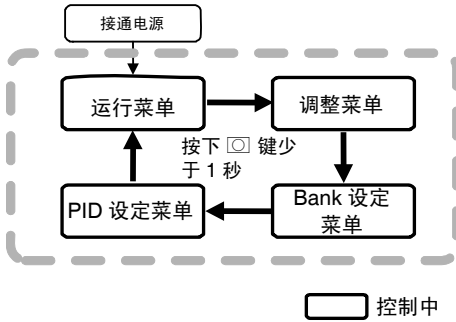 接通电源
运行菜单
调整菜单
按下 键少
于 1 秒
PID 设定菜单
Bank 设定
菜单
控制中